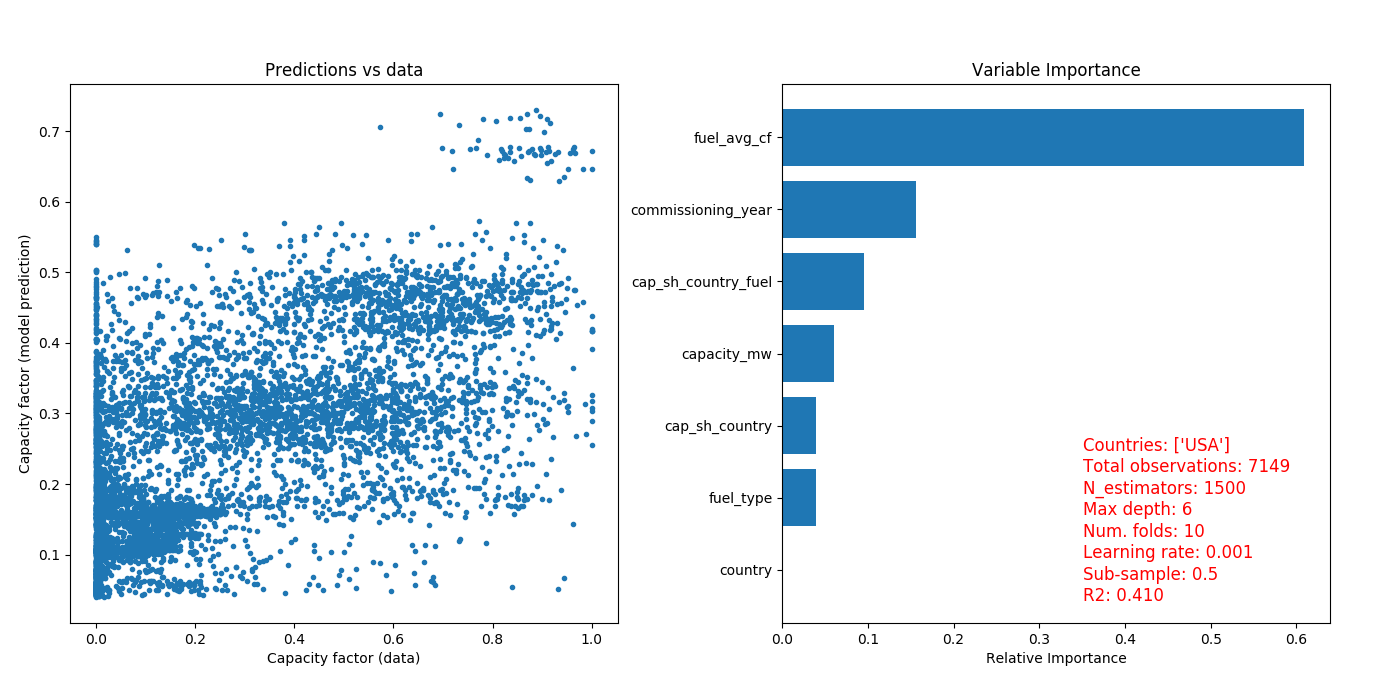 Predictions vs data
0.7
0.6
0.5
0.4
0.3
0.2
0.1
Capacity factor (model prediction)
0.0 0.2 0.4 0.6 0.8 1.0
Capacity factor (data)
Variable Importance
fuel_avg_cf
commissioning_year
cap_sh_country_fuel
capacity_mw
cap_sh_country
fuel_type
country
Countries: ['USA']
Total observations: 7149
N_estimators: 1500
Max depth: 6
Num. folds: 10
Learning rate: 0.001
Sub-sample: 0.5
R2: 0.410
0.0 0.1 0.2 0.3 0.4 0.5 0.6
Relative Importance